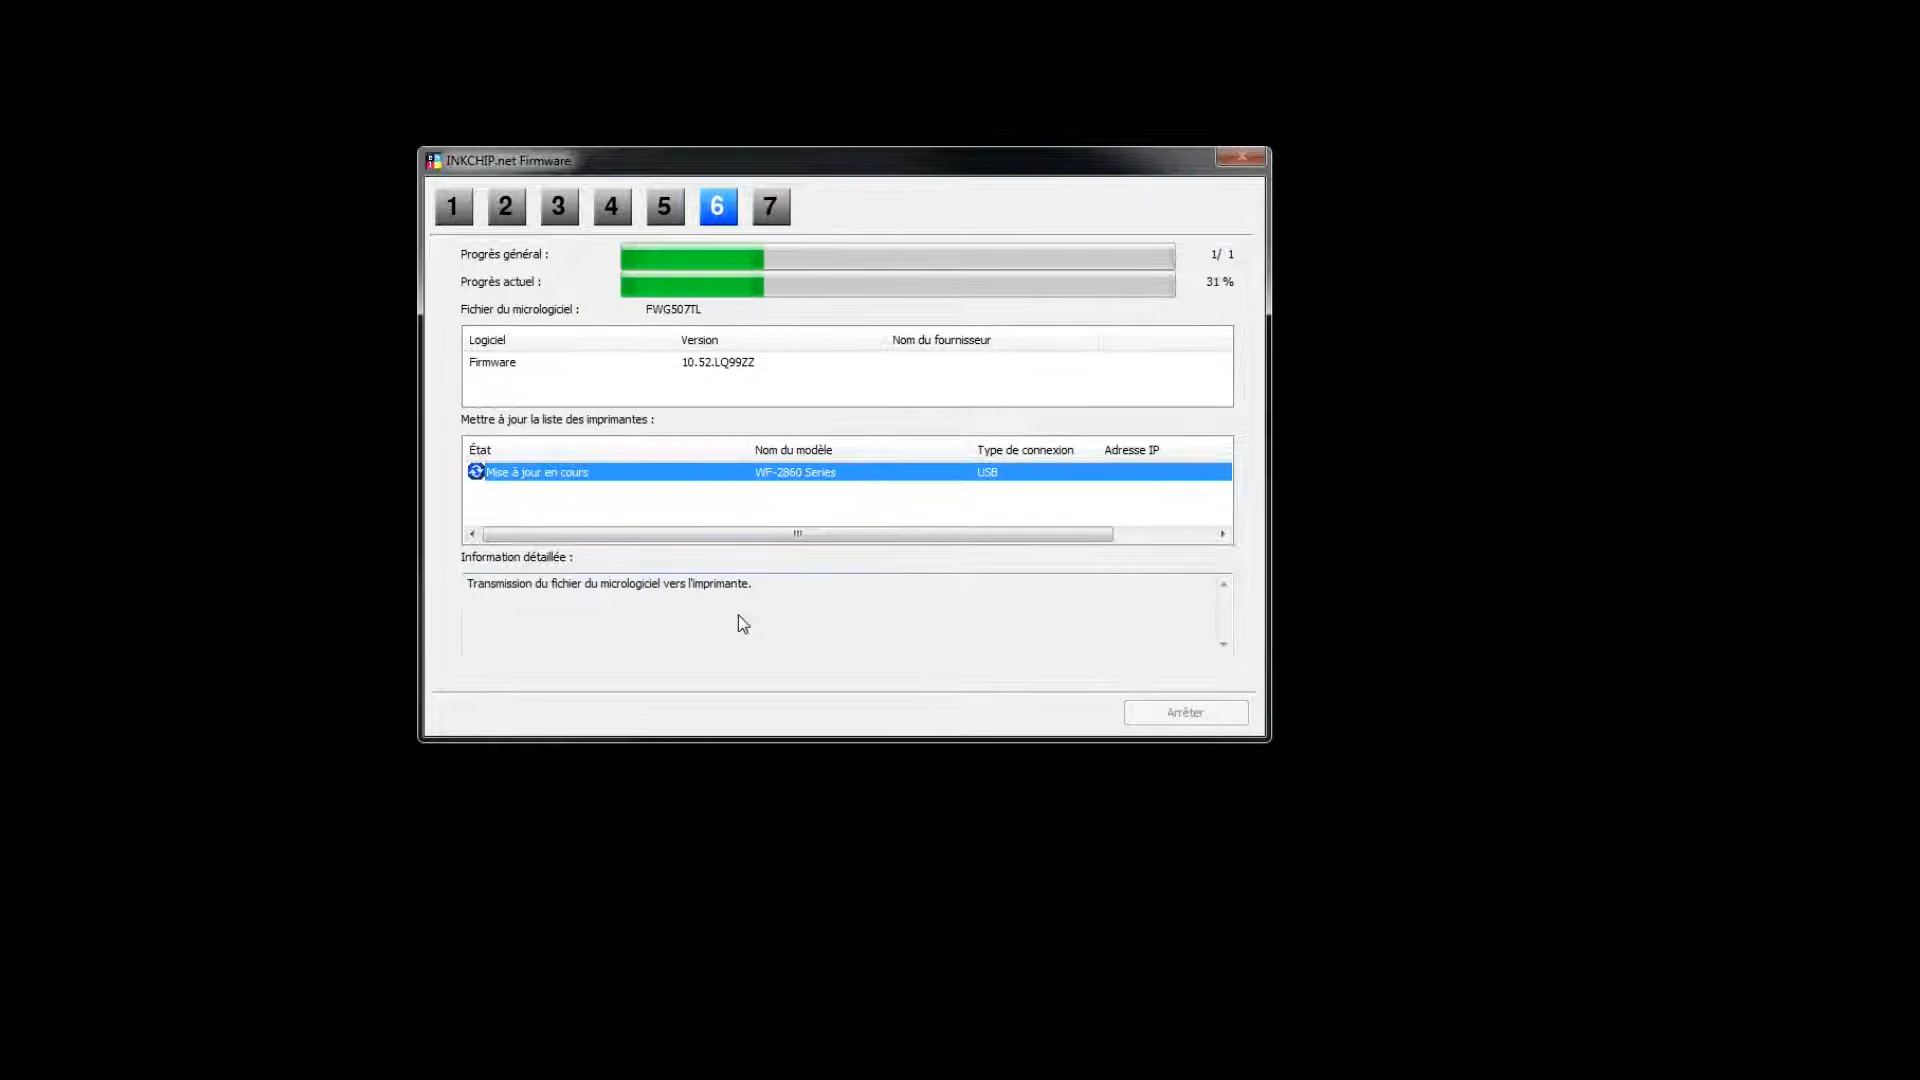 INKCHIP.net Firmware
1 2 3 4 5 6 7
Progrès général : 1/ 1
Progrès actuel : 31 %
Fichier du micrologiciel : FWG507TL
Logiciel Version Nom du fournisseur
Firmware 10.52.LQ99ZZ
Mettre à jour la liste des imprimantes :
État Nom du modèle Type de connexion Adresse IP
Mise à jour en cours WF-2860 Series USB
Information détaillée :
Transmission du fichier du micrologiciel vers l'imprimante.
Arrêter